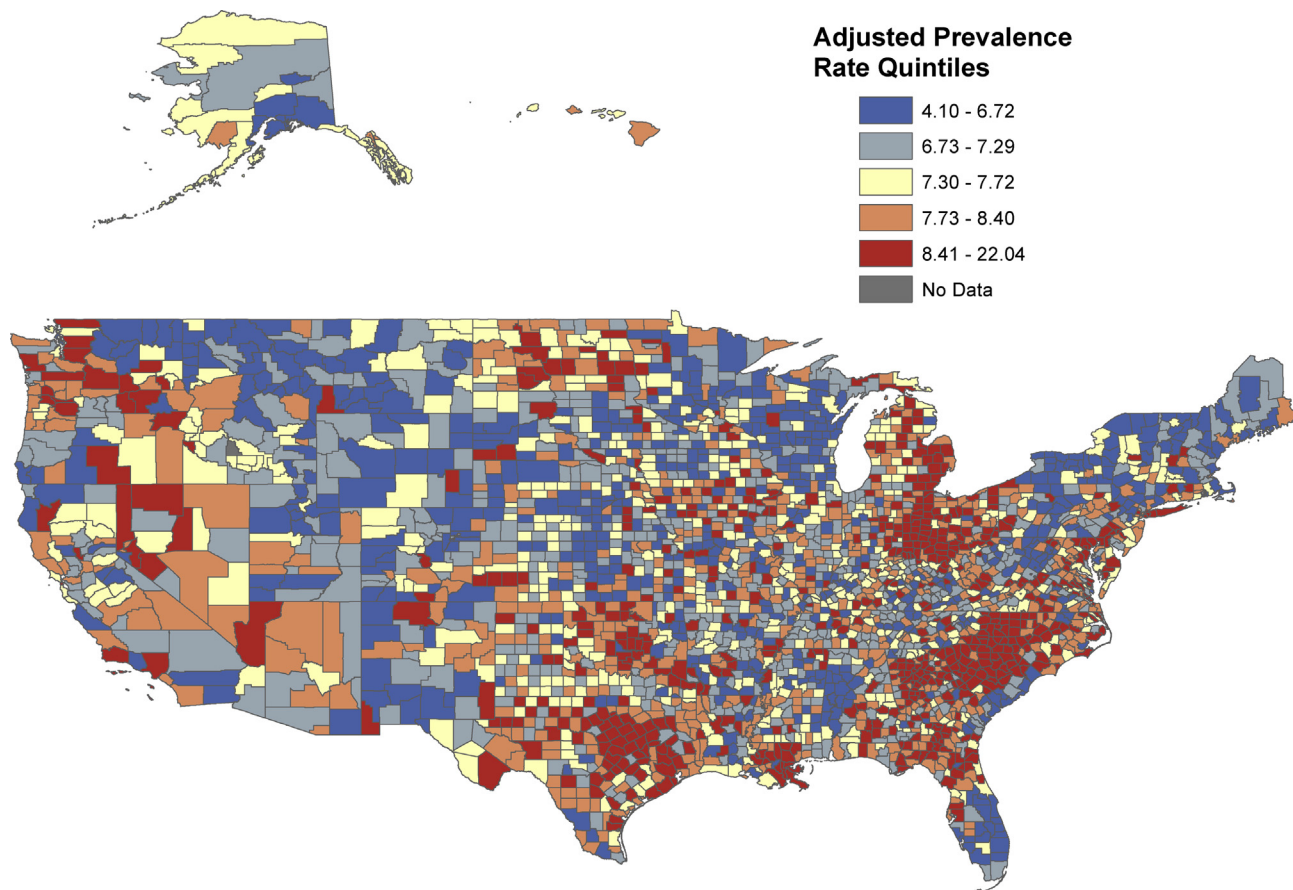 Adjusted Prevalence
Rate Quintiles
4.10 - 6.72
6.73 - 7.29
7.30 - 7.72
7.73 - 8.40
8.41 - 22.04
No Data